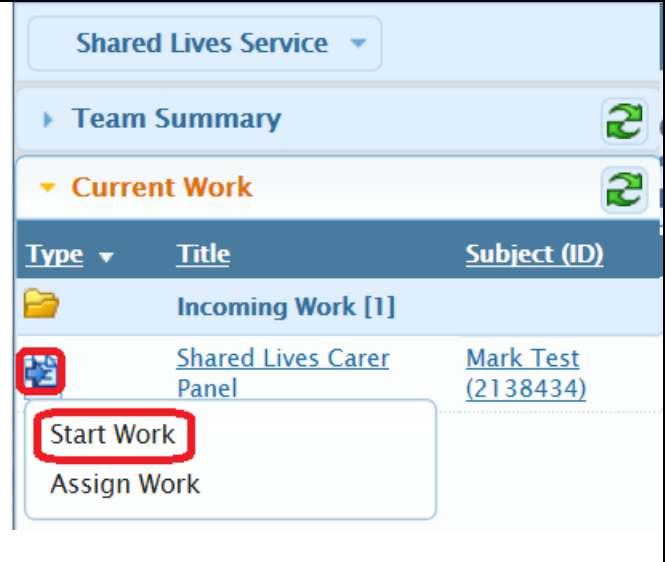 Shared Lives Service
Team Summary
Current Work
Type Title Subject (ID)
Incoming Work [1]
Shared Lives Carer Mark Test
Panel (2138434)
Start Work
Assign Work